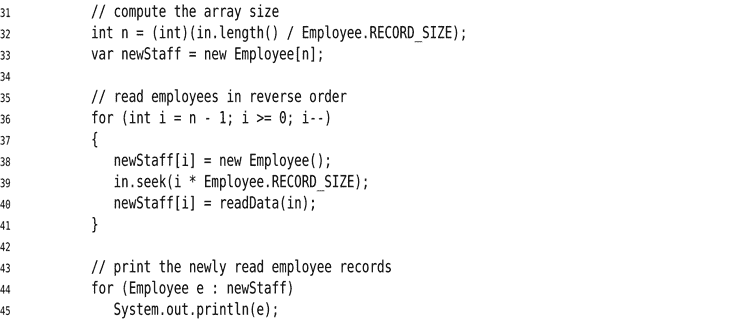 31 // compute the array size
32 int n = (int)(in.length() / Employee.RECORD_SIZE);
33 var newStaff = new Employee[n];
34
35 // read employees in reverse order
36 for (int i = n - 1; i >= 0; i--)
37 {
38 newStaff[i] = new Employee();
39 in.seek(i * Employee.RECORD_SIZE);
40 newStaff[i] = readData(in);
41 }
42
43 // print the newly read employee records
44 for (Employee e : newStaff)
45 System.out.println(e);